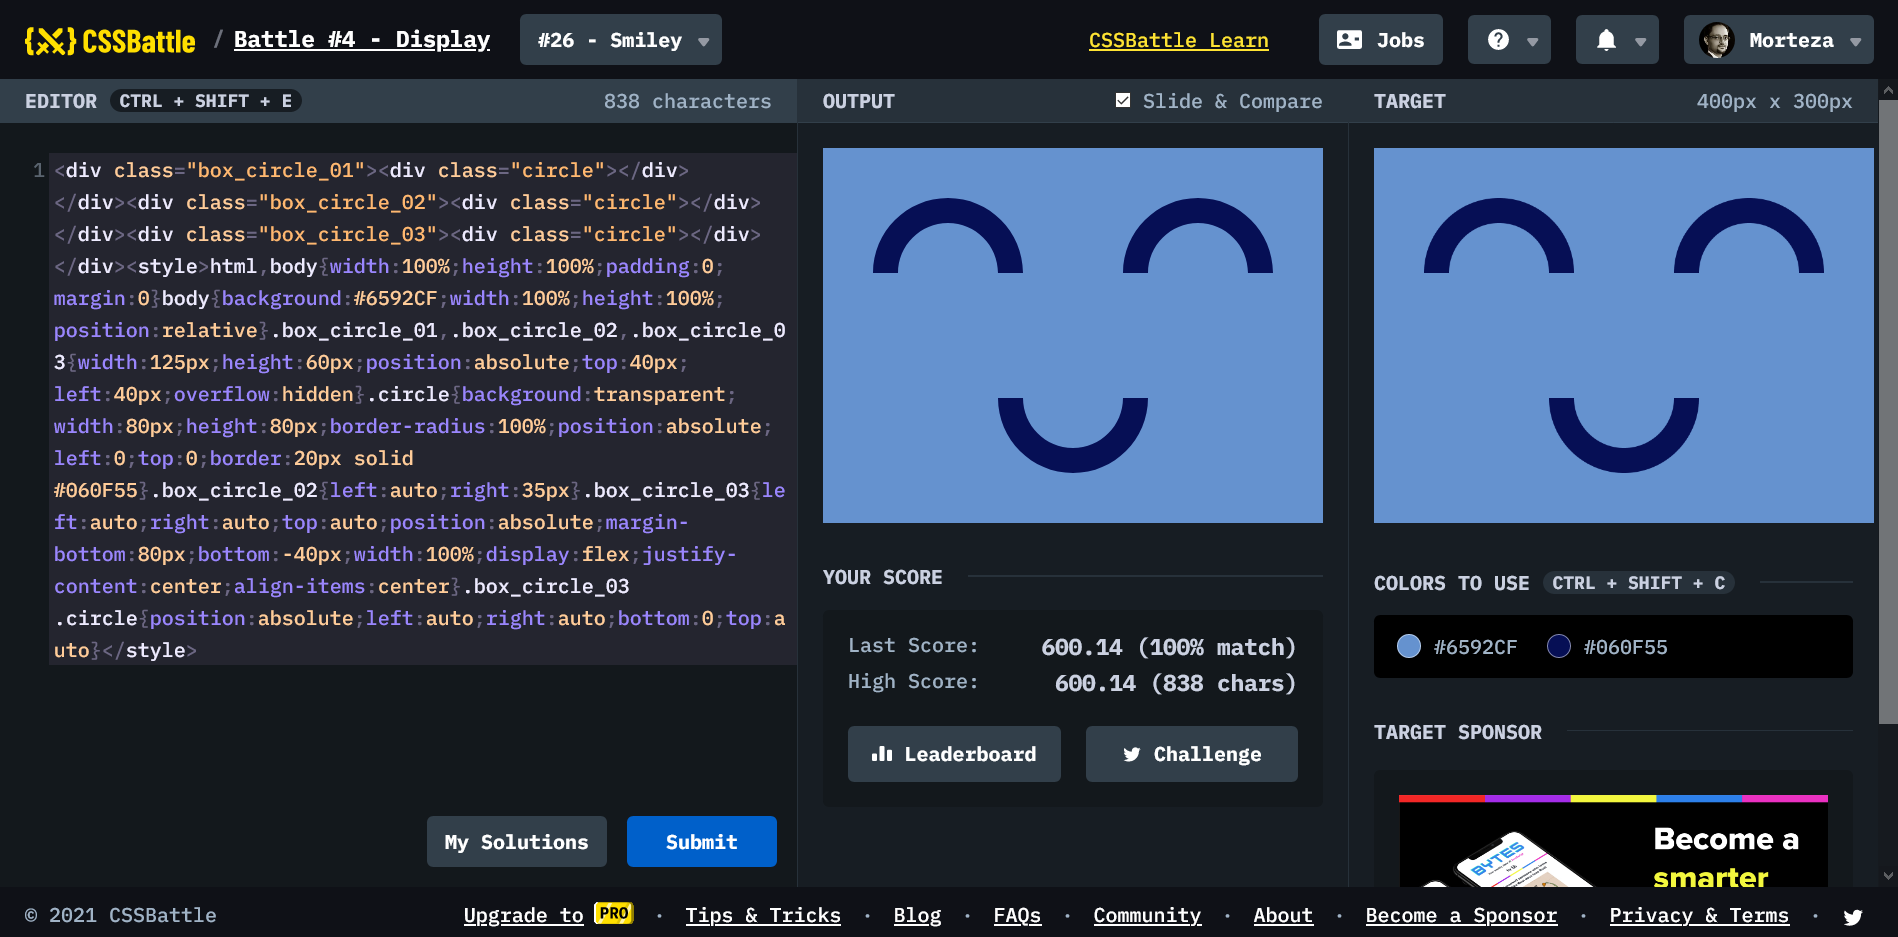 {X} CSSBattle / Battle #4 - Display #26 - Smiley CSSBattle Learn Jobs ? Morteza
EDITOR CTRL + SHIFT + E 838 characters
1 <div class="box_circle_01"><div class="circle"></div>
</div><div class="box_circle_02"><div class="circle"></div>
</div><div class="box_circle_03"><div class="circle"></div>
</div><style>html,body{width:100%;height:100%;padding:0;
margin:0}body{background:#6592CF;width:100%;height:100%;
position:relative}.box_circle_01,.box_circle_02,.box_circle_0
3{width:125px;height:60px;position:absolute;top:40px;
left:40px;overflow:hidden}.circle{background:transparent;
width:80px;height:80px;border-radius:100%;position:absolute;
left:0;top:0;border:20px solid
#060F55}.box_circle_02{left:auto;right:35px}.box_circle_03{le
ft:auto;right:auto;top:auto;position:absolute;margin-
bottom:80px;bottom:-40px;width:100%;display:flex;justify-
content:center;align-items:center}.box_circle_03
.circle{position:absolute;left:auto;right:auto;bottom:0;top:a
uto}</style>
My Solutions Submit
OUTPUT Slide & Compare
YOUR SCORE
Last Score: 600.14 (100% match)
High Score: 600.14 (838 chars)
Leaderboard Challenge
TARGET 400px x 300px
COLORS TO USE CTRL + SHIFT + C
#6592CF #060F55
TARGET SPONSOR
BYTES
Become a
smarter
© 2021 CSSBattle Upgrade to PRO · Tips & Tricks · Blog · FAQs · Community · About · Become a Sponsor · Privacy & Terms ·